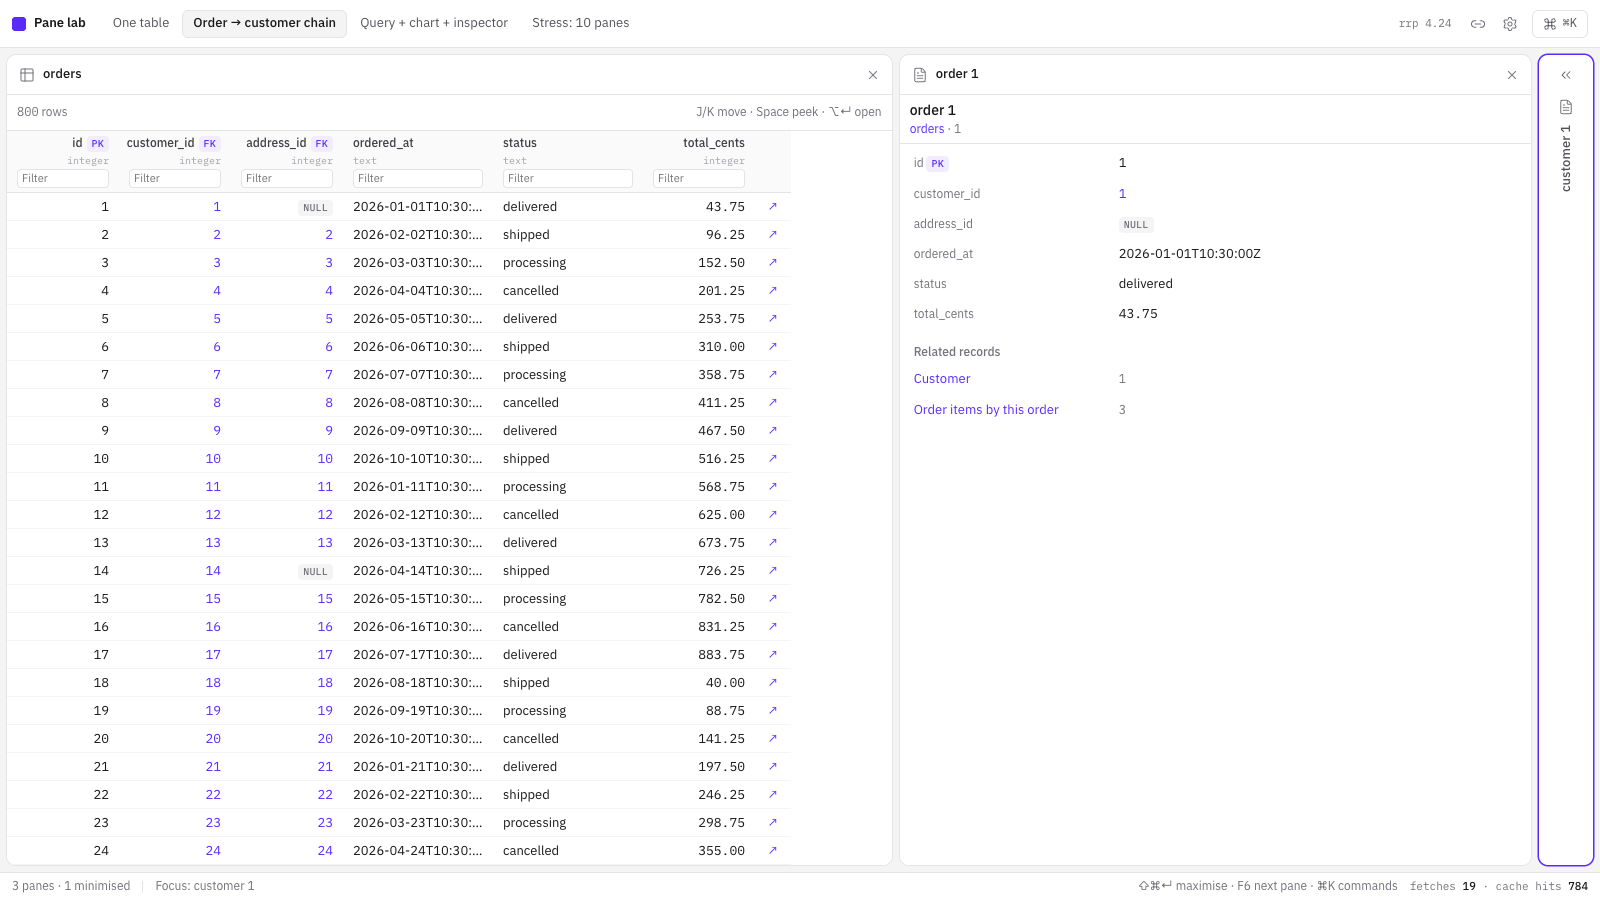 Pane lab One table Order → customer chain Query + chart + inspector Stress: 10 panes rrp 4.24 ⌘ ⌘K
orders
800 rows J/K move · Space peek · ⌥↵ open
id PK customer_id FK address_id FK ordered_at status total_cents
integer integer integer text text integer
Filter Filter Filter Filter Filter Filter
1 1 NULL 2026-01-01T10:30:... delivered 43.75 ↗
2 2 2 2026-02-02T10:30:... shipped 96.25 ↗
3 3 3 2026-03-03T10:30:... processing 152.50 ↗
4 4 4 2026-04-04T10:30:... cancelled 201.25 ↗
5 5 5 2026-05-05T10:30:... delivered 253.75 ↗
6 6 6 2026-06-06T10:30:... shipped 310.00 ↗
7 7 7 2026-07-07T10:30:... processing 358.75 ↗
8 8 8 2026-08-08T10:30:... cancelled 411.25 ↗
9 9 9 2026-09-09T10:30:... delivered 467.50 ↗
10 10 10 2026-10-10T10:30:... shipped 516.25 ↗
11 11 11 2026-01-11T10:30:... processing 568.75 ↗
12 12 12 2026-02-12T10:30:... cancelled 625.00 ↗
13 13 13 2026-03-13T10:30:... delivered 673.75 ↗
14 14 NULL 2026-04-14T10:30:... shipped 726.25 ↗
15 15 15 2026-05-15T10:30:... processing 782.50 ↗
16 16 16 2026-06-16T10:30:... cancelled 831.25 ↗
17 17 17 2026-07-17T10:30:... delivered 883.75 ↗
18 18 18 2026-08-18T10:30:... shipped 40.00 ↗
19 19 19 2026-09-19T10:30:... processing 88.75 ↗
20 20 20 2026-10-20T10:30:... cancelled 141.25 ↗
21 21 21 2026-01-21T10:30:... delivered 197.50 ↗
22 22 22 2026-02-22T10:30:... shipped 246.25 ↗
23 23 23 2026-03-23T10:30:... processing 298.75 ↗
24 24 24 2026-04-24T10:30:... cancelled 355.00 ↗
order 1
order 1
orders · 1
id PK 1
customer_id 1
address_id NULL
ordered_at 2026-01-01T10:30:00Z
status delivered
total_cents 43.75
Related records
Customer 1
Order items by this order 3
customer 1
3 panes · 1 minimised Focus: customer 1 ⇧⌘↵ maximise · F6 next pane · ⌘K commands fetches 19 · cache hits 784